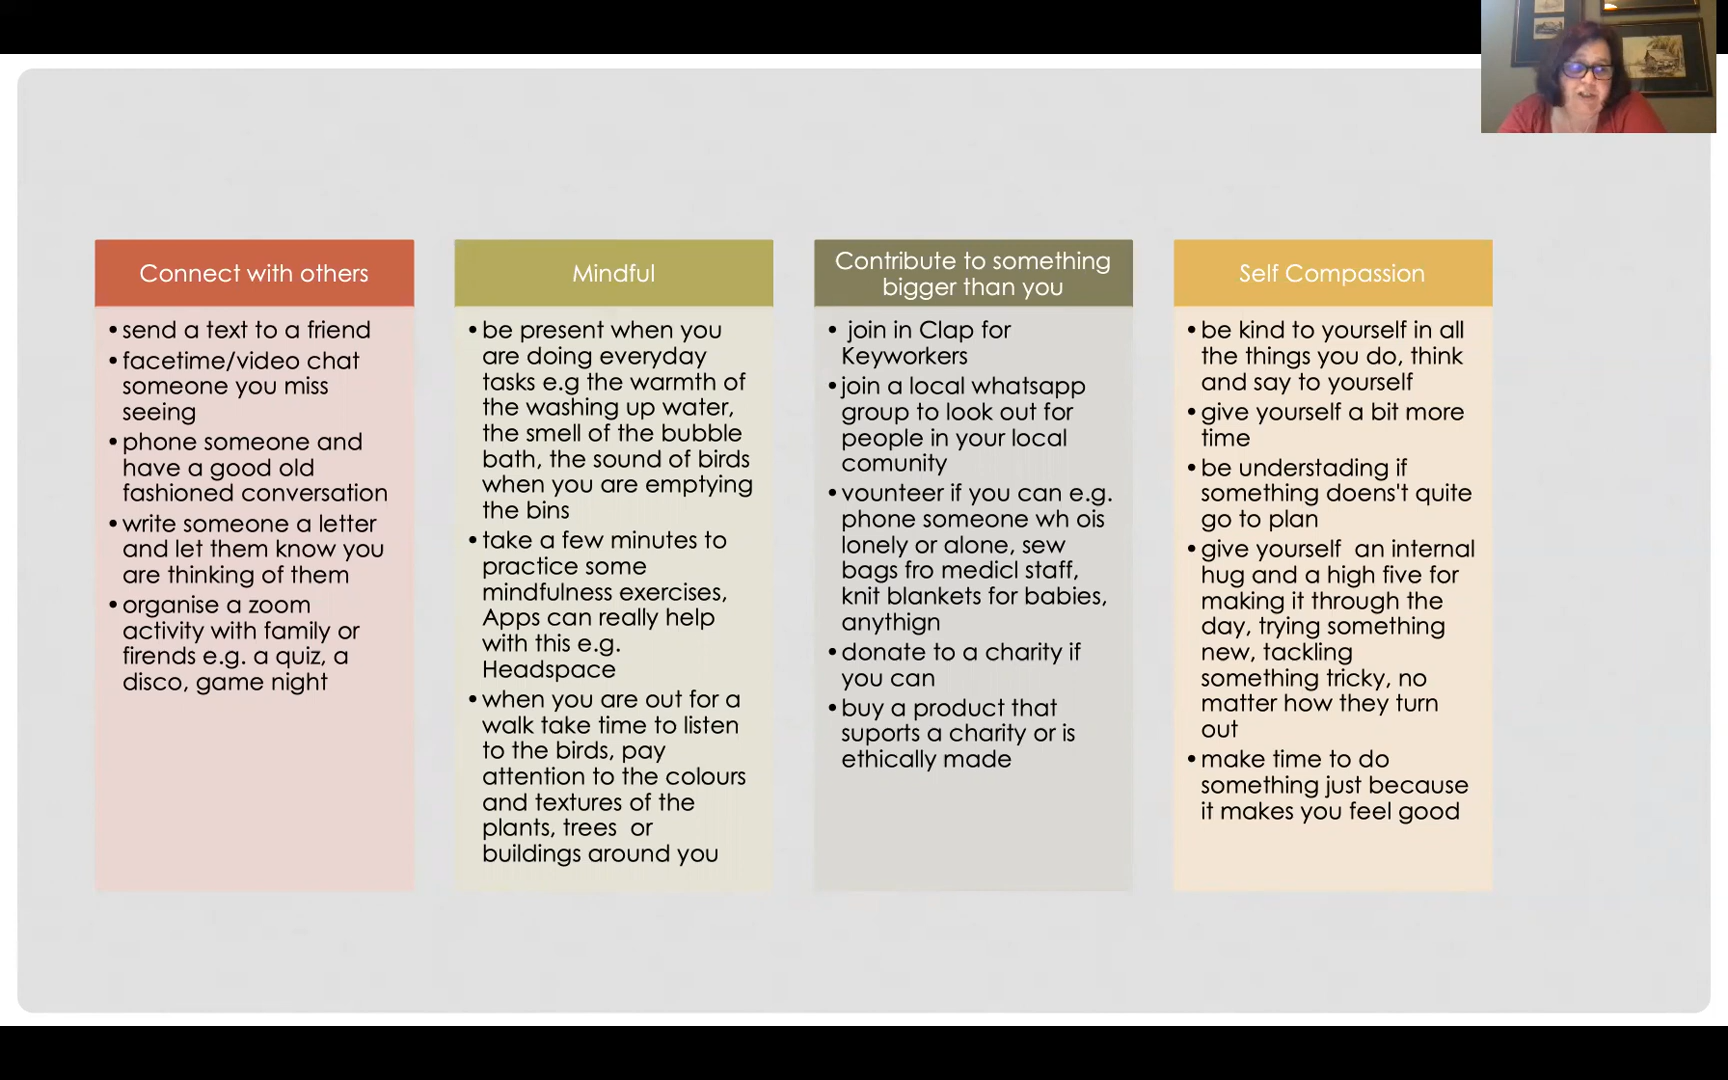 Connect with others
• send a text to a friend
• facetime/video chat
someone you miss
seeing
• phone someone and
have a good old
fashioned conversation
• write someone a letter
and let them know you
are thinking of them
• organise a zoom
activity with family or
firends e.g. a quiz, a
disco, game night
Mindful
• be present when you
are doing everyday
tasks e.g the warmth of
the washing up water,
the smell of the bubble
bath, the sound of birds
when you are emptying
the bins
• take a few minutes to
practice some
mindfulness exercises,
Apps can really help
with this e.g.
Headspace
• when you are out for a
walk take time to listen
to the birds, pay
attention to the colours
and textures of the
plants, trees  or
buildings around you
Contribute to something
bigger than you
•  join in Clap for
Keyworkers
• join a local whatsapp
group to look out for
people in your local
comunity
• vounteer if you can e.g.
phone someone wh ois
lonely or alone, sew
bags fro medicl staff,
knit blankets for babies,
anythign
• donate to a charity if
you can
• buy a product that
suports a charity or is
ethically made
Self Compassion
• be kind to yourself in all
the things you do, think
and say to yourself
• give yourself a bit more
time
• be understading if
something doens't quite
go to plan
• give yourself  an internal
hug and a high five for
making it through the
day, trying something
new, tackling
something tricky, no
matter how they turn
out
• make time to do
something just because
it makes you feel good